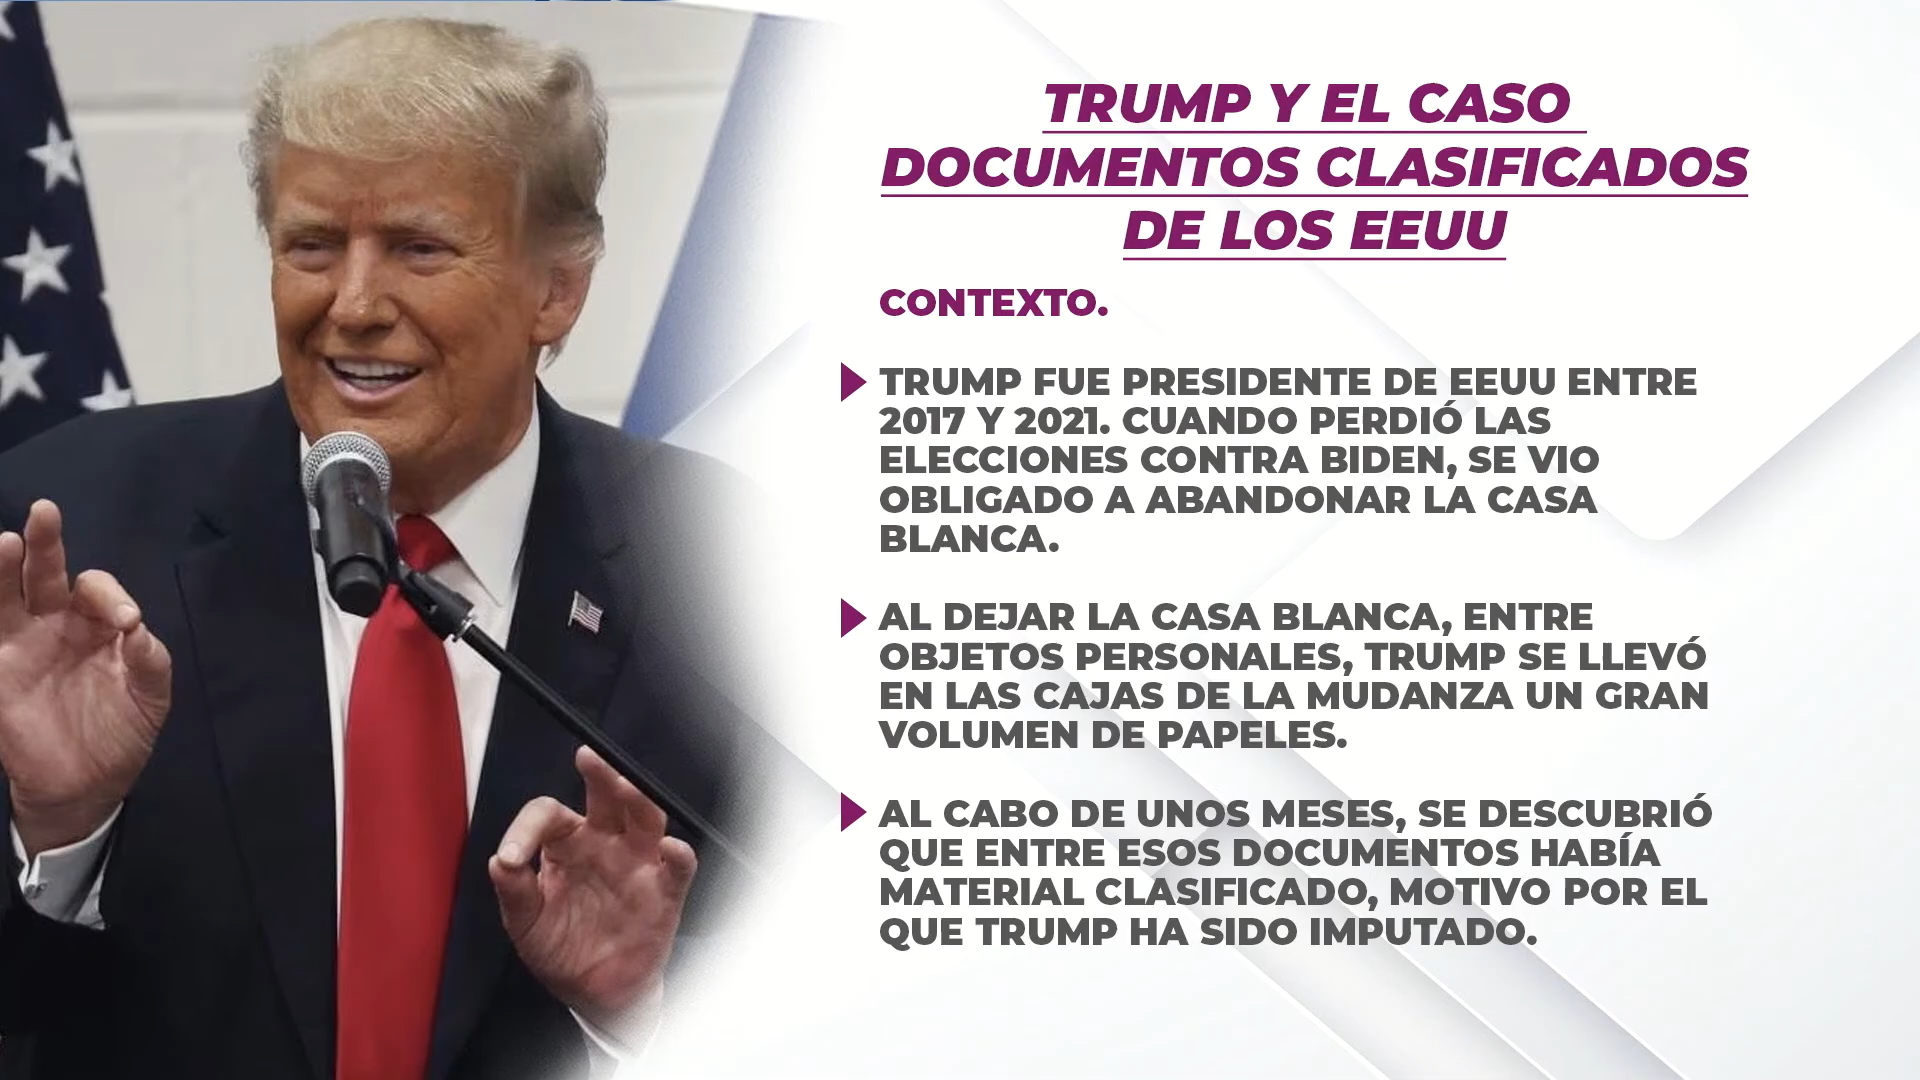 TRUMP Y EL CASO
DOCUMENTOS CLASIFICADOS
DE LOS EEUU
CONTEXTO.
TRUMP FUE PRESIDENTE DE EEUU ENTRE
2017 Y 2021. CUANDO PERDIÓ LAS
ELECCIONES CONTRA BIDEN, SE VIO
OBLIGADO A ABANDONAR LA CASA
BLANCA.
AL DEJAR LA CASA BLANCA, ENTRE
OBJETOS PERSONALES, TRUMP SE LLEVÓ
EN LAS CAJAS DE LA MUDANZA UN GRAN
VOLUMEN DE PAPELES.
AL CABO DE UNOS MESES, SE DESCUBRIÓ
QUE ENTRE ESOS DOCUMENTOS HABÍA
MATERIAL CLASIFICADO, MOTIVO POR EL
QUE TRUMP HA SIDO IMPUTADO.